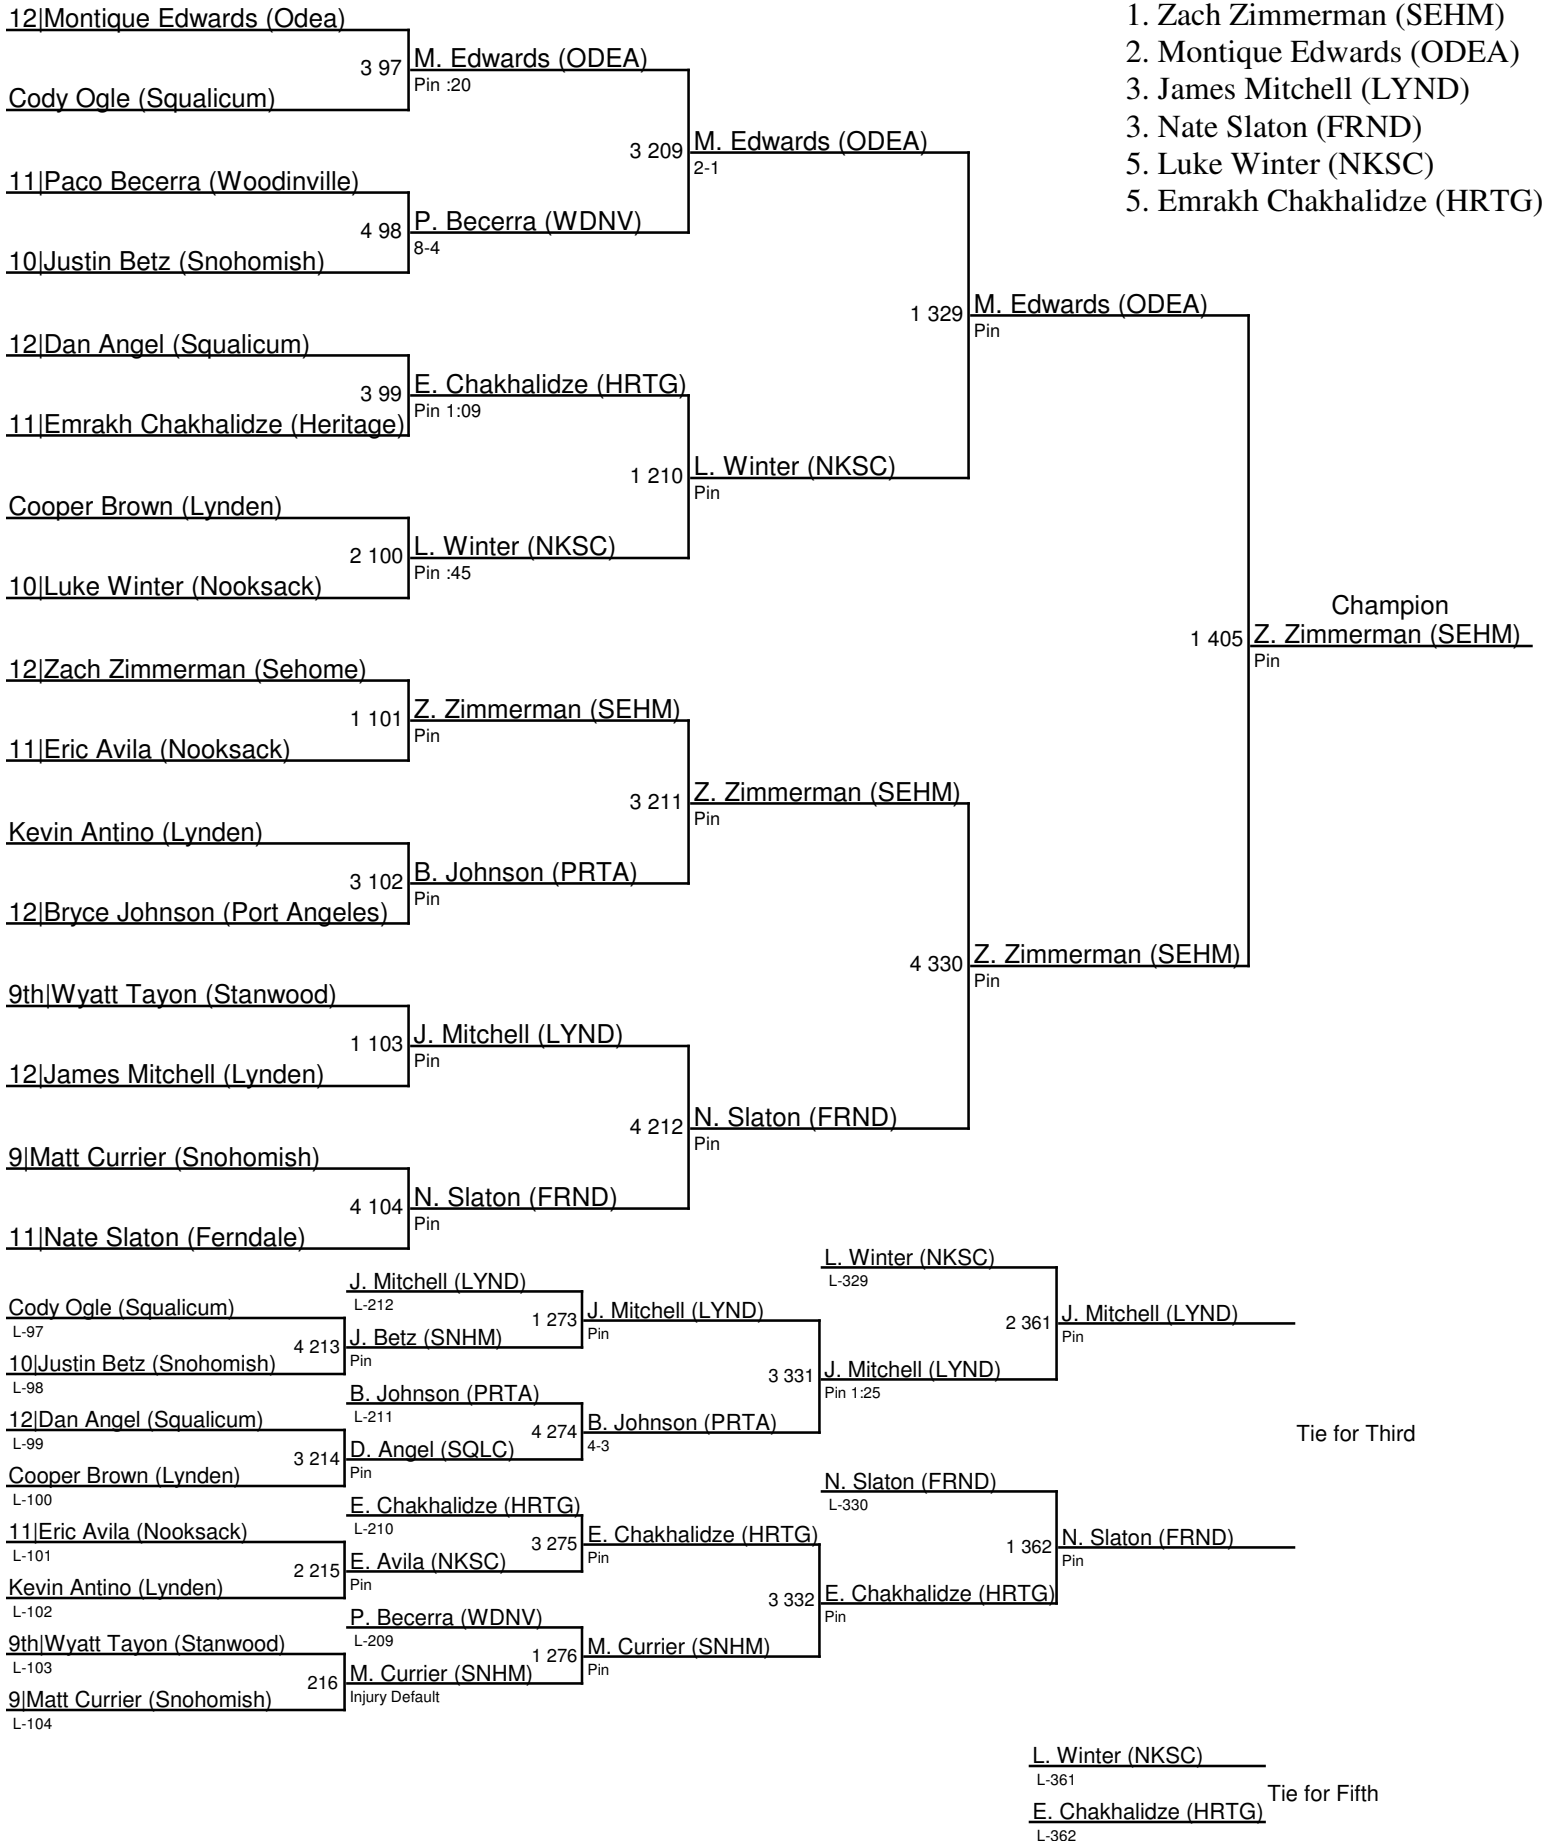 12|Montique Edwards (Odea)
3 97
M. Edwards (ODEA)
Pin :20
Cody Ogle (Squalicum)
3 209
M. Edwards (ODEA)
2-1
11|Paco Becerra (Woodinville)
4 98
P. Becerra (WDNV)
8-4
10|Justin Betz (Snohomish)
1 329
M. Edwards (ODEA)
Pin
12|Dan Angel (Squalicum)
3 99
E. Chakhalidze (HRTG)
Pin 1:09
11|Emrakh Chakhalidze (Heritage)
1 210
L. Winter (NKSC)
Pin
Cooper Brown (Lynden)
2 100
L. Winter (NKSC)
Pin :45
10|Luke Winter (Nooksack)
Champion
1 405
Z. Zimmerman (SEHM)
Pin
12|Zach Zimmerman (Sehome)
1 101
Z. Zimmerman (SEHM)
Pin
11|Eric Avila (Nooksack)
3 211
Z. Zimmerman (SEHM)
Pin
Kevin Antino (Lynden)
3 102
B. Johnson (PRTA)
Pin
12|Bryce Johnson (Port Angeles)
4 330
Z. Zimmerman (SEHM)
Pin
9th|Wyatt Tayon (Stanwood)
1 103
J. Mitchell (LYND)
Pin
12|James Mitchell (Lynden)
4 212
N. Slaton (FRND)
Pin
9|Matt Currier (Snohomish)
4 104
N. Slaton (FRND)
Pin
11|Nate Slaton (Ferndale)
1. Zach Zimmerman (SEHM)
2. Montique Edwards (ODEA)
3. James Mitchell (LYND)
3. Nate Slaton (FRND)
5. Luke Winter (NKSC)
5. Emrakh Chakhalidze (HRTG)
Cody Ogle (Squalicum)
L-97
4 213
10|Justin Betz (Snohomish)
L-98
12|Dan Angel (Squalicum)
L-99
3 214
Cooper Brown (Lynden)
L-100
11|Eric Avila (Nooksack)
L-101
2 215
Kevin Antino (Lynden)
L-102
9th|Wyatt Tayon (Stanwood)
L-103
216
9|Matt Currier (Snohomish)
L-104
J. Mitchell (LYND)
L-212
1 273
J. Betz (SNHM)
Pin
B. Johnson (PRTA)
L-211
4 274
D. Angel (SQLC)
Pin
E. Chakhalidze (HRTG)
L-210
3 275
E. Avila (NKSC)
Pin
P. Becerra (WDNV)
L-209
1 276
M. Currier (SNHM)
Injury Default
J. Mitchell (LYND)
Pin
3 331
B. Johnson (PRTA)
4-3
E. Chakhalidze (HRTG)
Pin
3 332
M. Currier (SNHM)
Pin
L. Winter (NKSC)
L-329
2 361
J. Mitchell (LYND)
Pin 1:25
N. Slaton (FRND)
L-330
1 362
E. Chakhalidze (HRTG)
Pin
J. Mitchell (LYND)
Pin
Tie for Third
N. Slaton (FRND)
Pin
L. Winter (NKSC)
L-361
Tie for Fifth
E. Chakhalidze (HRTG)
L-362